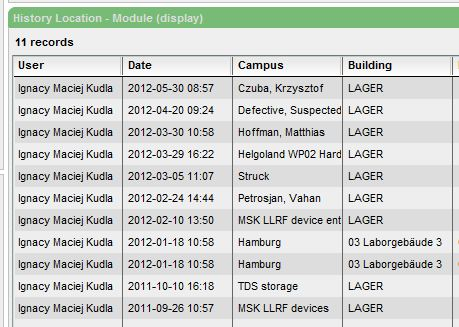 History Location - Module (display)
11 records
User Date Campus Building
Ignacy Maciej Kudla 2012-05-30 08:57 Czuba, Krzysztof LAGER
Ignacy Maciej Kudla 2012-04-20 09:24 Defective, Suspected LAGER
Ignacy Maciej Kudla 2012-03-30 10:58 Hoffman, Matthias LAGER
Ignacy Maciej Kudla 2012-03-29 16:22 Helgoland WP02 Hard LAGER
Ignacy Maciej Kudla 2012-03-05 11:07 Struck LAGER
Ignacy Maciej Kudla 2012-02-24 14:44 Petrosjan, Vahan LAGER
Ignacy Maciej Kudla 2012-02-10 13:50 MSK LLRF device ent LAGER
Ignacy Maciej Kudla 2012-01-18 10:58 Hamburg 03 Laborgebäude 3
Ignacy Maciej Kudla 2012-01-18 10:58 Hamburg 03 Laborgebäude 3
Ignacy Maciej Kudla 2011-10-10 16:18 TDS storage LAGER
Ignacy Maciej Kudla 2011-09-26 10:57 MSK LLRF devices LAGER